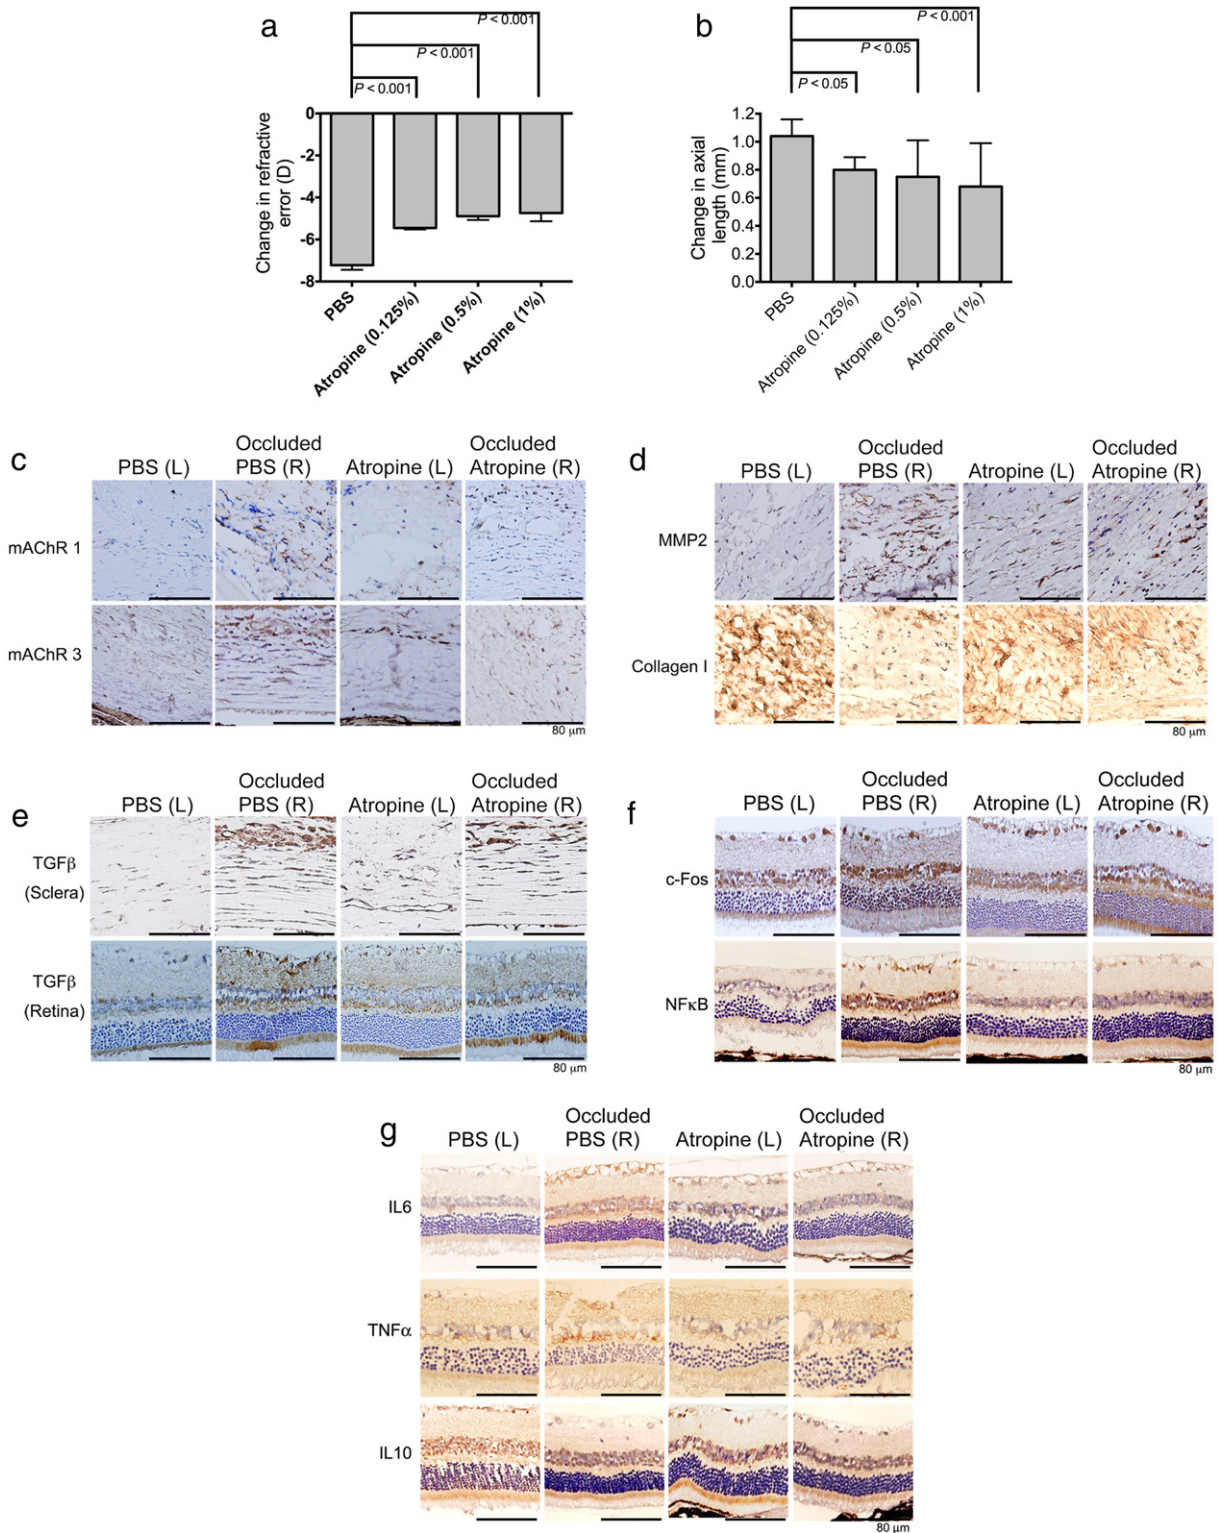 a
P < 0.001
P < 0.001
P < 0.001
0
-2
-4
-6
-8
Change in refractive
error (D)
PBS
Atropine (0.125%)
Atropine (0.5%)
Atropine (1%)
b
P < 0.001
P < 0.05
P < 0.05
1.2
1.0
0.8
0.6
0.4
0.2
0.0
Change in axial
length (mm)
PBS
Atropine (0.125%)
Atropine (0.5%)
Atropine (1%)
c
PBS (L)
Occluded
PBS (R)
Atropine (L)
Occluded
Atropine (R)
mAChR 1
mAChR 3
80 μm
d
PBS (L)
Occluded
PBS (R)
Atropine (L)
Occluded
Atropine (R)
MMP2
Collagen I
80 μm
e
PBS (L)
Occluded
PBS (R)
Atropine (L)
Occluded
Atropine (R)
TGFβ
(Sclera)
TGFβ
(Retina)
80 μm
f
PBS (L)
Occluded
PBS (R)
Atropine (L)
Occluded
Atropine (R)
c-Fos
NFκB
80 μm
g
PBS (L)
Occluded
PBS (R)
Atropine (L)
Occluded
Atropine (R)
IL6
TNFα
IL10
80 μm